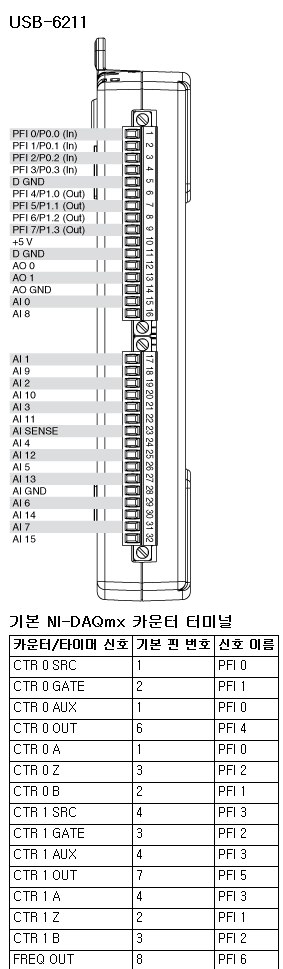 USB-6211
PFI 0/P0.0 (In) 1
PFI 1/P0.1 (In) 2
PFI 2/P0.2 (In) 3
PFI 3/P0.3 (In) 4
D GND 5
PFI 4/P1.0 (Out) 6
PFI 5/P1.1 (Out) 7
PFI 6/P1.2 (Out) 8
PFI 7/P1.3 (Out) 9
+5 V 10
D GND 11
AO 0 12
AO 1 13
AO GND 14
AI 0 15
AI 8 16
AI 1 17
AI 9 18
AI 2 19
AI 10 20
AI 3 21
AI 11 22
AI SENSE 23
AI 4 24
AI 12 25
AI 5 26
AI 13 27
AI GND 28
AI 6 29
AI 14 30
AI 7 31
AI 15 32
기본 NI-DAQmx 카운터 터미널
카운터/타이머 신호 기본 핀 번호 신호 이름
CTR 0 SRC 1 PFI 0
CTR 0 GATE 2 PFI 1
CTR 0 AUX 1 PFI 0
CTR 0 OUT 6 PFI 4
CTR 0 A 1 PFI 0
CTR 0 Z 3 PFI 2
CTR 0 B 2 PFI 1
CTR 1 SRC 4 PFI 3
CTR 1 GATE 3 PFI 2
CTR 1 AUX 4 PFI 3
CTR 1 OUT 7 PFI 5
CTR 1 A 4 PFI 3
CTR 1 Z 2 PFI 1
CTR 1 B 3 PFI 2
FREQ OUT 8 PFI 6